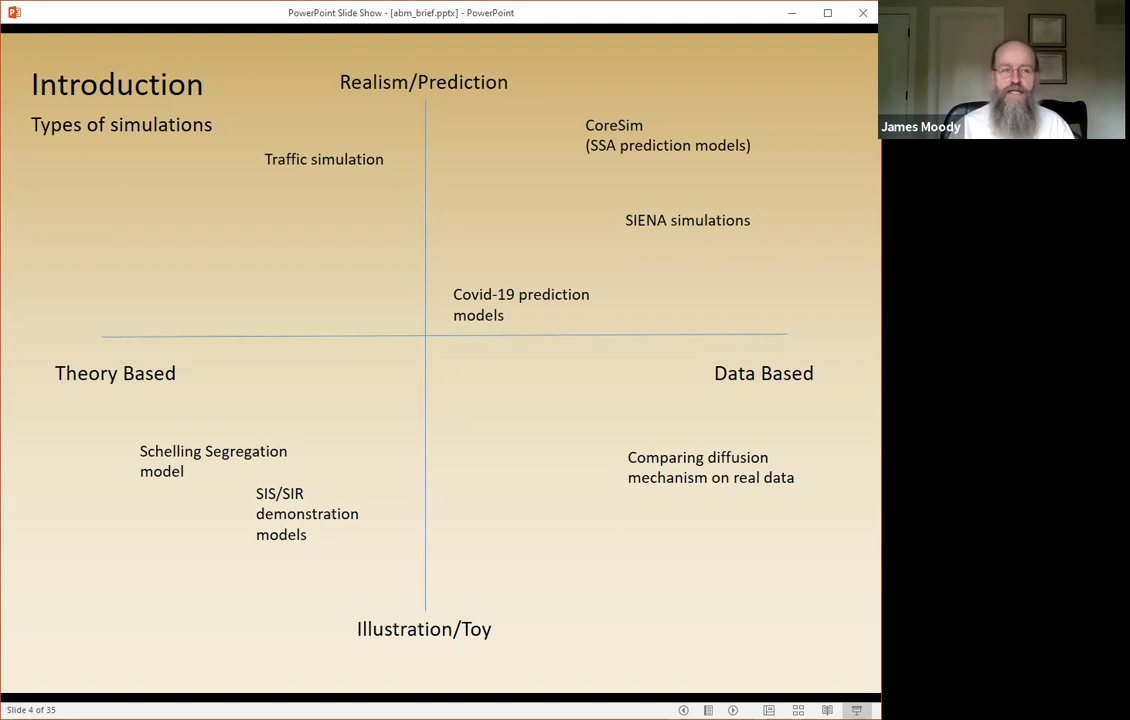 PowerPoint Slide Show - [abm_brief.pptx] - PowerPoint
Introduction
Types of simulations
Realism/Prediction
Traffic simulation
CoreSim
(SSA prediction models)
SIENA simulations
Covid-19 prediction
models
Theory Based
Data Based
Schelling Segregation
model
SIS/SIR
demonstration
models
Comparing diffusion
mechanism on real data
Illustration/Toy
Slide 4 of 35
James Moody